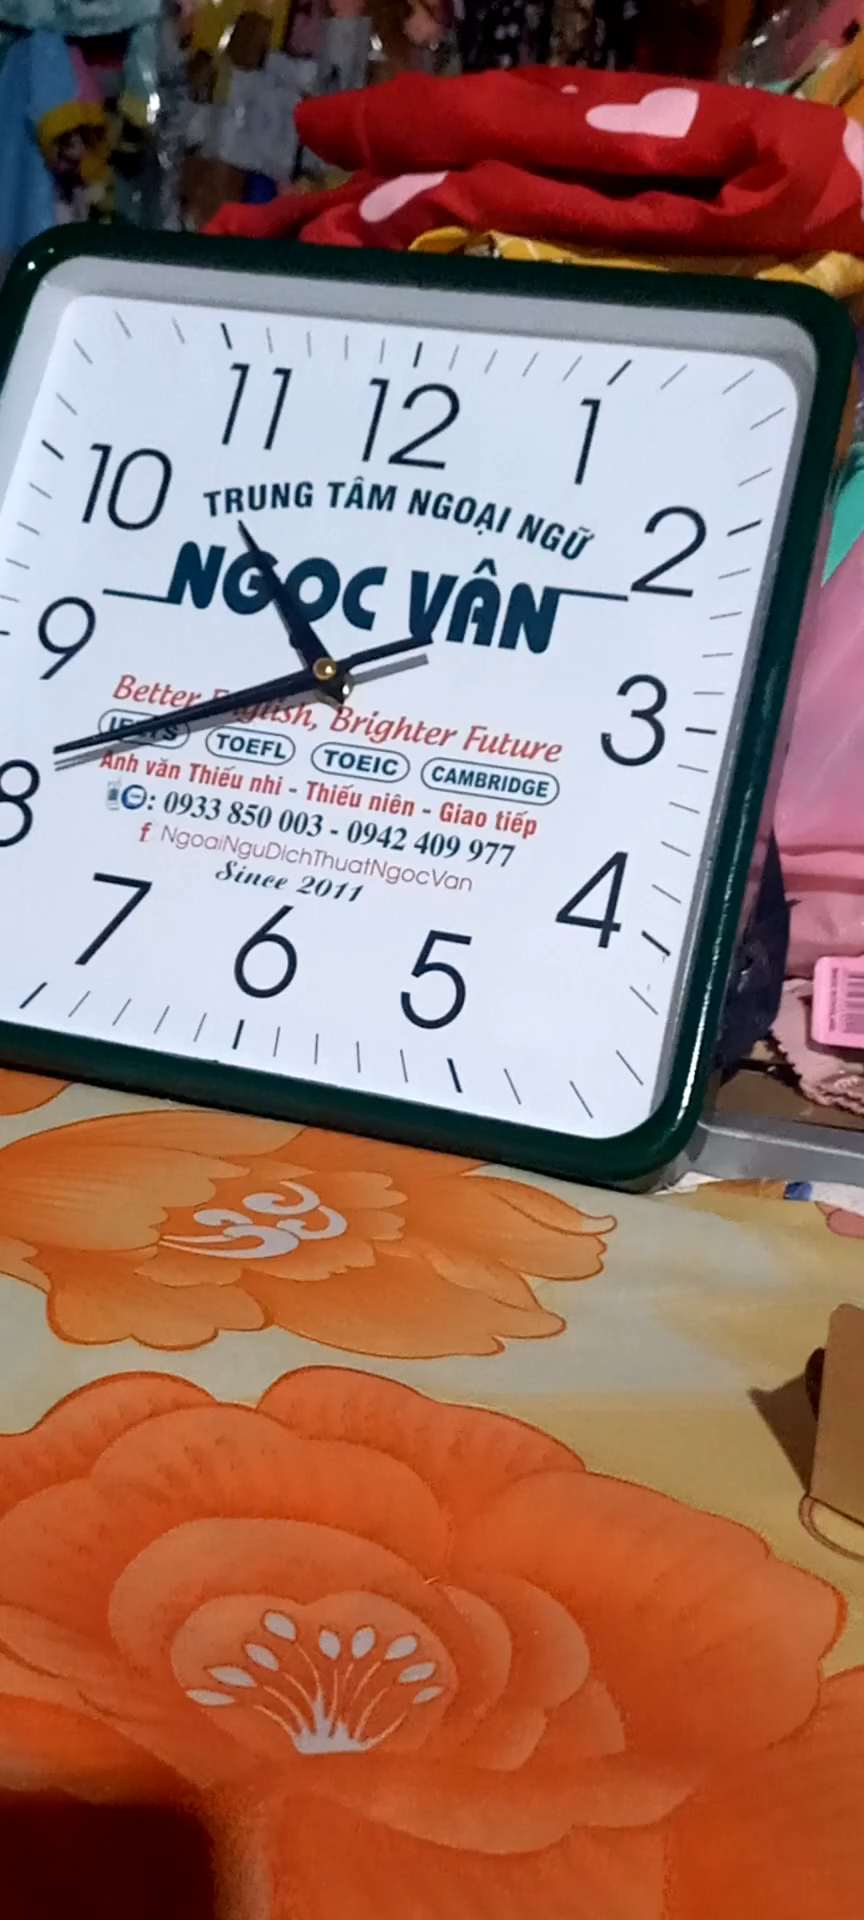 11 12 1
10 2
TRUNG TÂM NGOẠI NGỮ
NGỌC VÂN
9 3
Better English, Brighter Future
IELTS TOEFL TOEIC CAMBRIDGE
Anh văn Thiếu nhi - Thiếu niên - Giao tiếp
: 0933 850 003 - 0942 409 977
f NgoaiNguDichThuatNgocVan
Since 2011
8 4
7 6 5